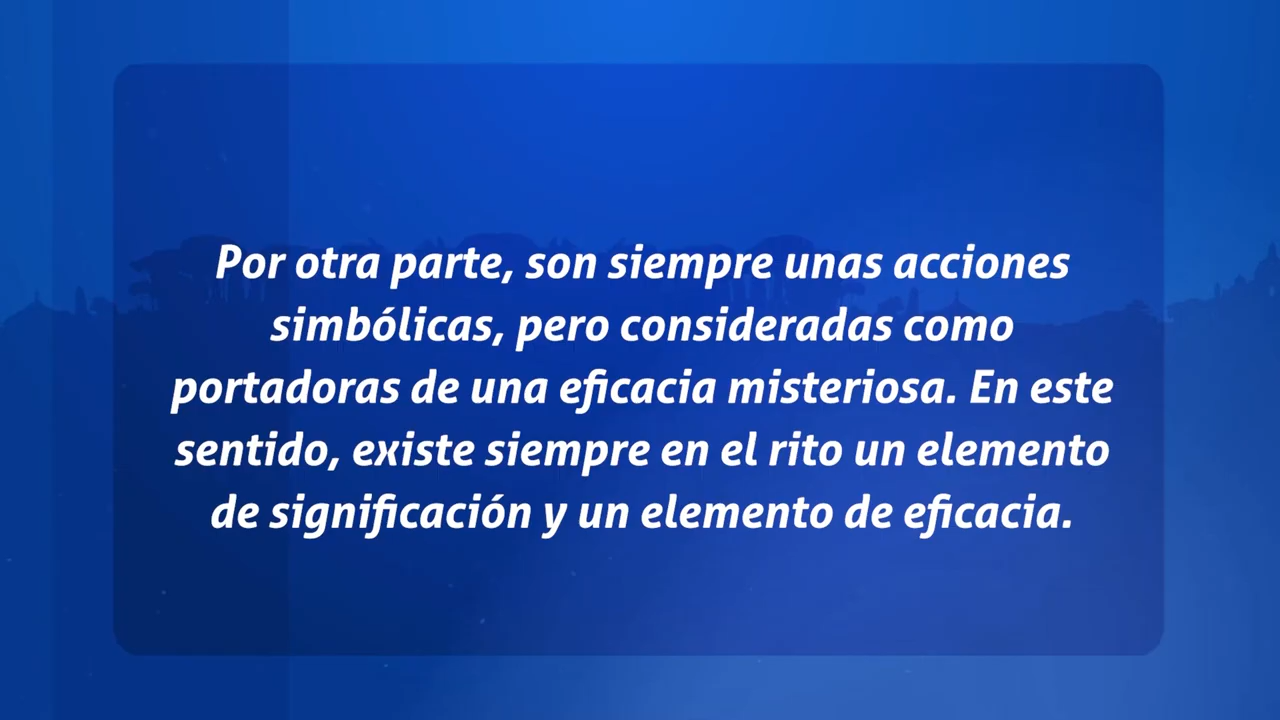 Por otra parte, son siempre unas acciones
simbólicas, pero consideradas como
portadoras de una eficacia misteriosa. En este
sentido, existe siempre en el rito un elemento
de significación y un elemento de eficacia.